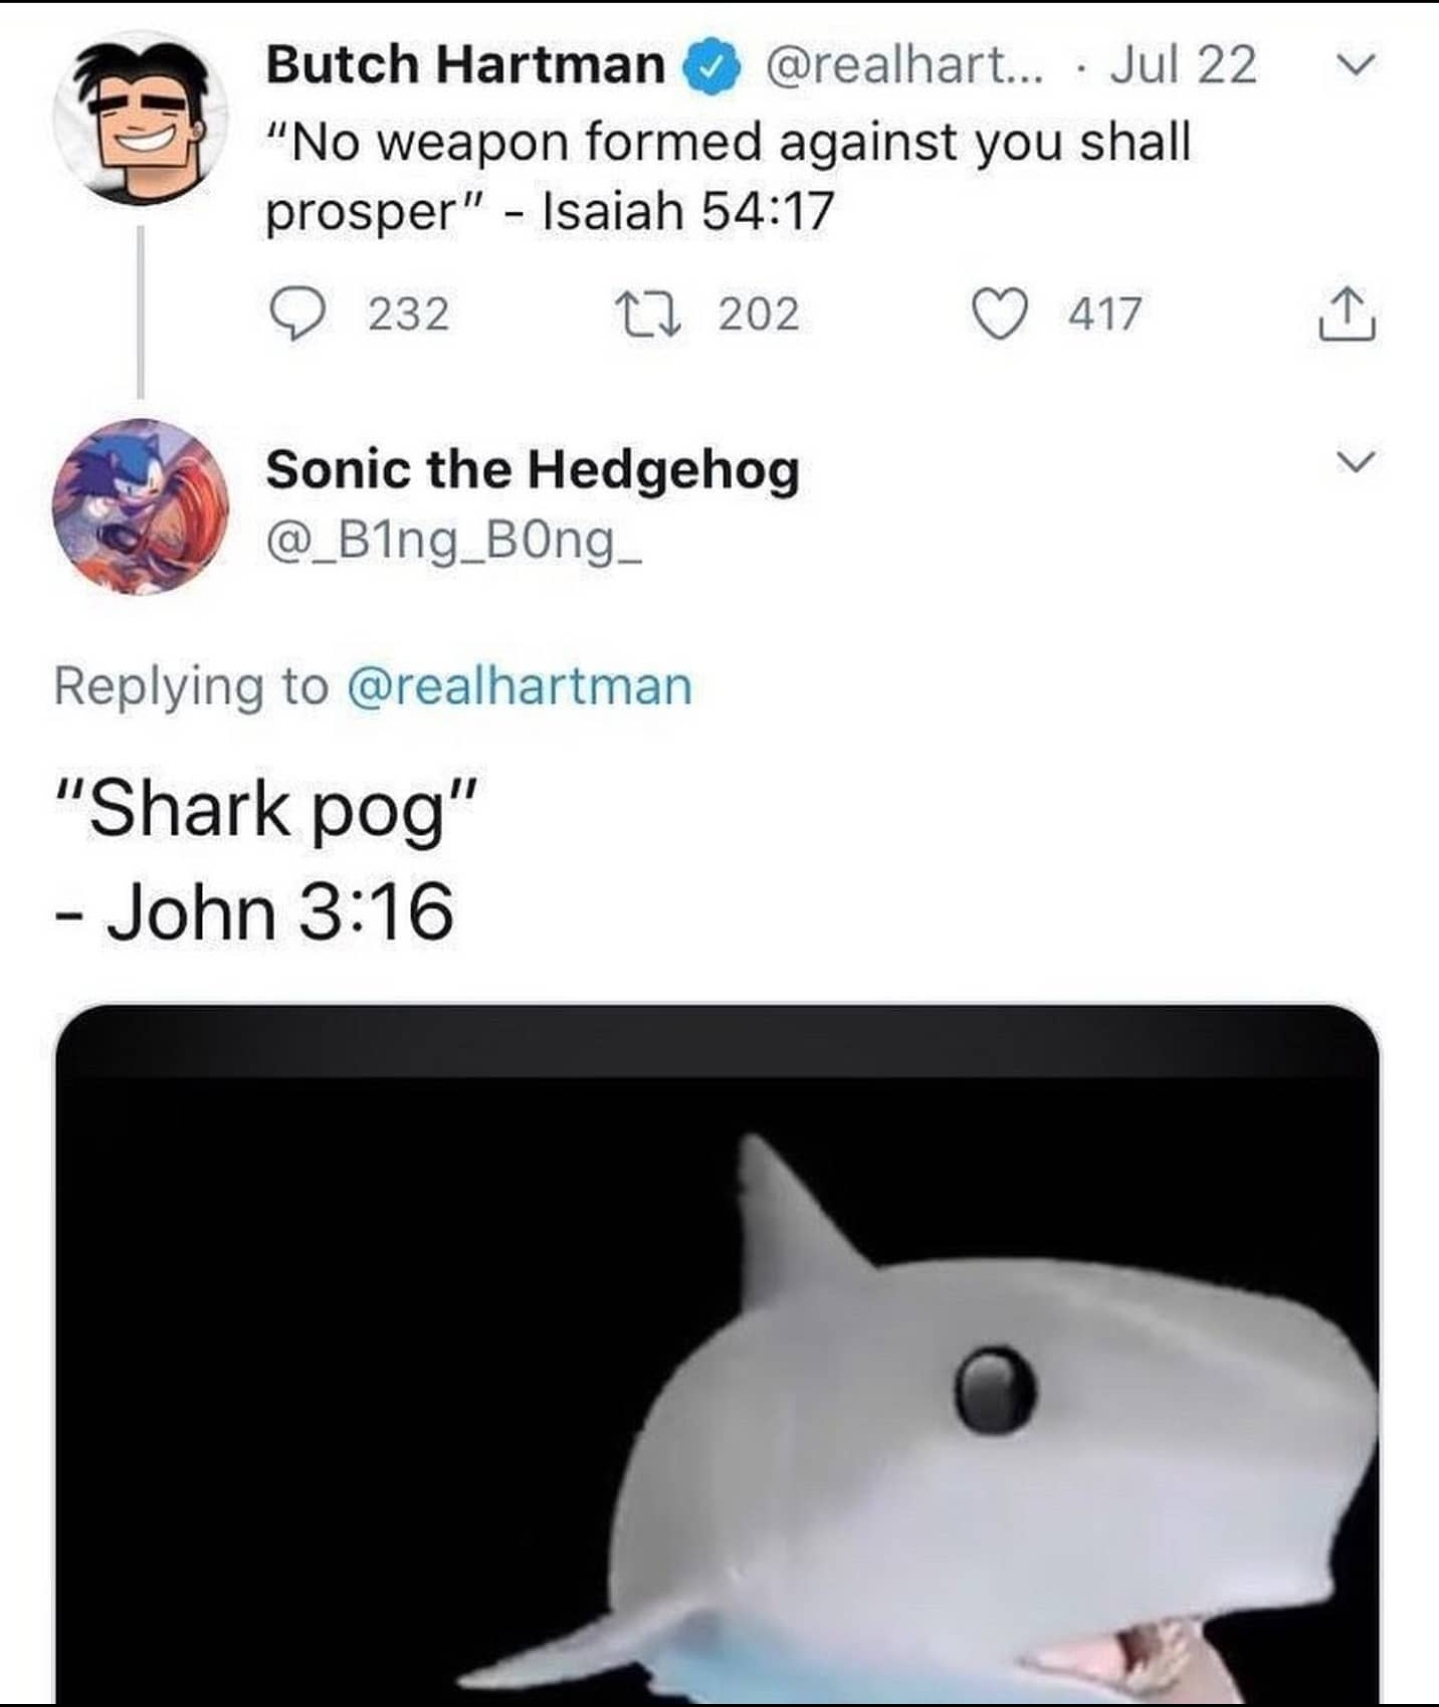 Butch Hartman @realhart... · Jul 22
“No weapon formed against you shall
prosper” - Isaiah 54:17
232 202 417
Sonic the Hedgehog
@_B1ng_B0ng_
Replying to @realhartman
“Shark pog”
- John 3:16